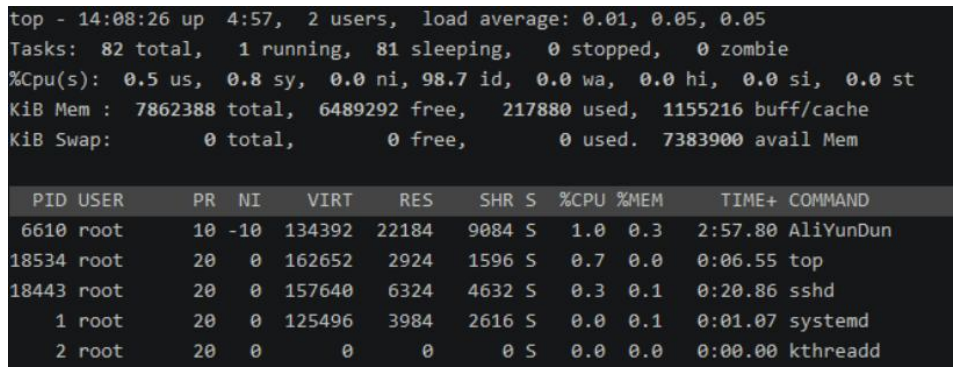 top - 14:08:26 up  4:57,  2 users,  load average: 0.01, 0.05, 0.05
Tasks:  82 total,   1 running,  81 sleeping,   0 stopped,   0 zombie
%Cpu(s):  0.5 us,  0.8 sy,  0.0 ni, 98.7 id,  0.0 wa,  0.0 hi,  0.0 si,  0.0 st
KiB Mem :  7862388 total,  6489292 free,   217880 used,  1155216 buff/cache
KiB Swap:        0 total,        0 free,        0 used.  7383900 avail Mem
  PID USER      PR  NI    VIRT    RES    SHR S  %CPU %MEM     TIME+ COMMAND
 6610 root      10 -10  134392  22184   9084 S   1.0  0.3   2:57.80 AliYunDun
18534 root      20   0  162652   2924   1596 S   0.7  0.0   0:06.55 top
18443 root      20   0  157640   6324   4632 S   0.3  0.1   0:20.86 sshd
    1 root      20   0  125496   3984   2616 S   0.0  0.1   0:01.07 systemd
    2 root      20   0       0      0      0 S   0.0  0.0   0:00.00 kthreadd